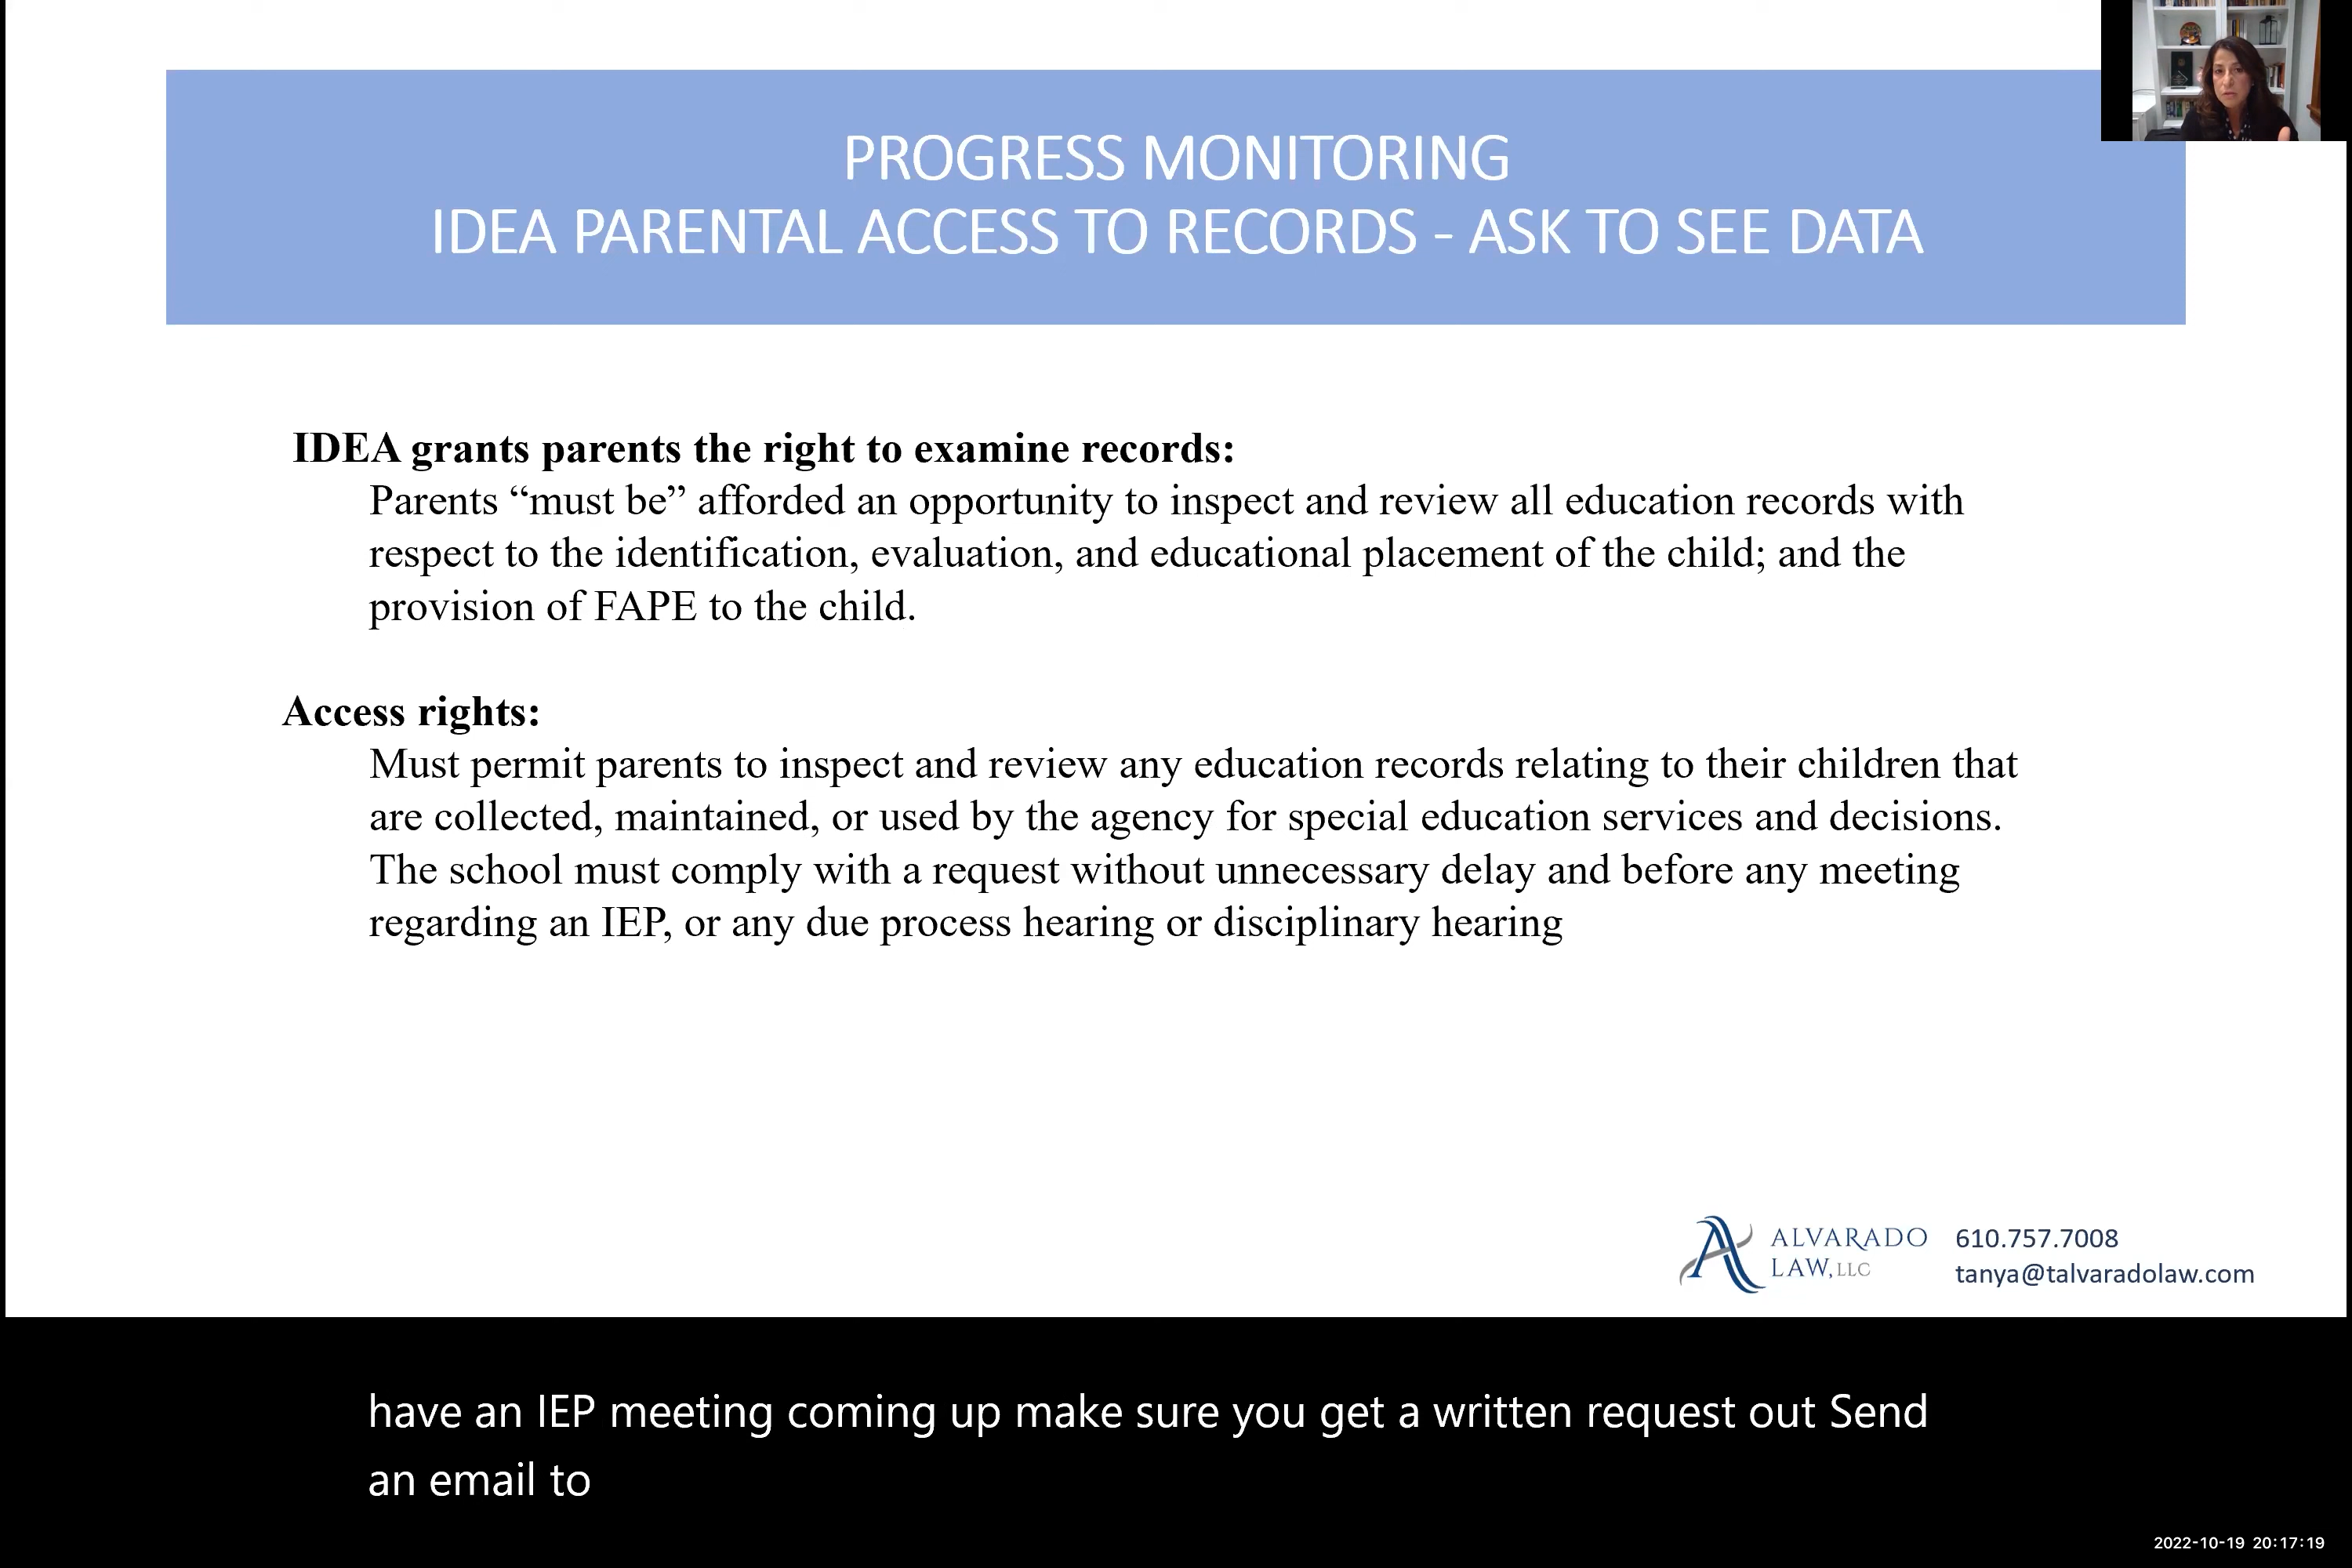 PROGRESS MONITORING
IDEA PARENTAL ACCESS TO RECORDS - ASK TO SEE DATA
IDEA grants parents the right to examine records:
Parents “must be” afforded an opportunity to inspect and review all education records with
respect to the identification, evaluation, and educational placement of the child; and the
provision of FAPE to the child.
Access rights:
Must permit parents to inspect and review any education records relating to their children that
are collected, maintained, or used by the agency for special education services and decisions.
The school must comply with a request without unnecessary delay and before any meeting
regarding an IEP, or any due process hearing or disciplinary hearing
ALVARADO
LAW, LLC
610.757.7008
tanya@talvaradolaw.com
have an IEP meeting coming up make sure you get a written request out Send
an email to
2022-10-19 20:17:19